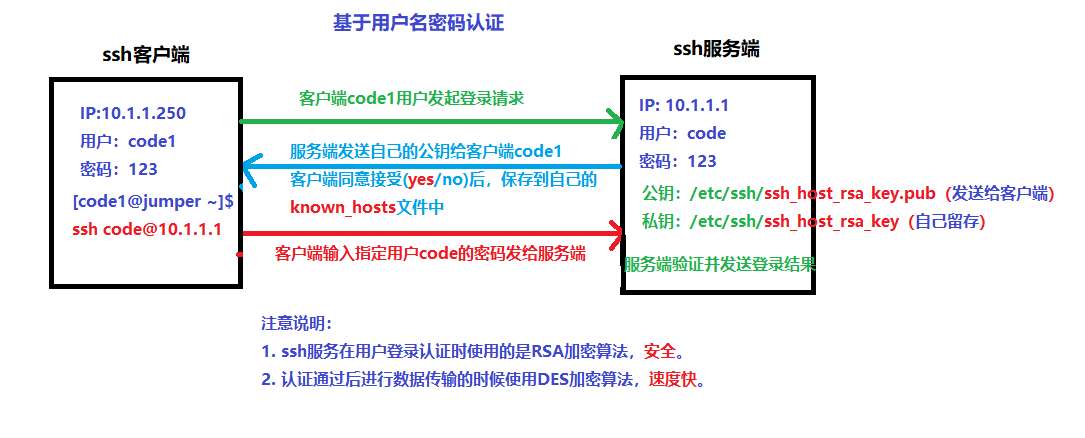 基于用户名密码认证
ssh客户端
ssh服务端
IP:10.1.1.250
用户：code1
密码：123
[code1@jumper ~]$
ssh code@10.1.1.1
客户端code1用户发起登录请求
服务端发送自己的公钥给客户端code1
客户端同意接受(yes/no)后，保存到自己的
known_hosts文件中
客户端输入指定用户code的密码发给服务端
IP: 10.1.1.1
用户：code
密码：123
公钥：/etc/ssh/ssh_host_rsa_key.pub（发送给客户端）
私钥：/etc/ssh/ssh_host_rsa_key（自己留存）
服务端验证并发送登录结果
注意说明：
1. ssh服务在用户登录认证时使用的是RSA加密算法，安全。
2. 认证通过后进行数据传输的时候使用DES加密算法，速度快。